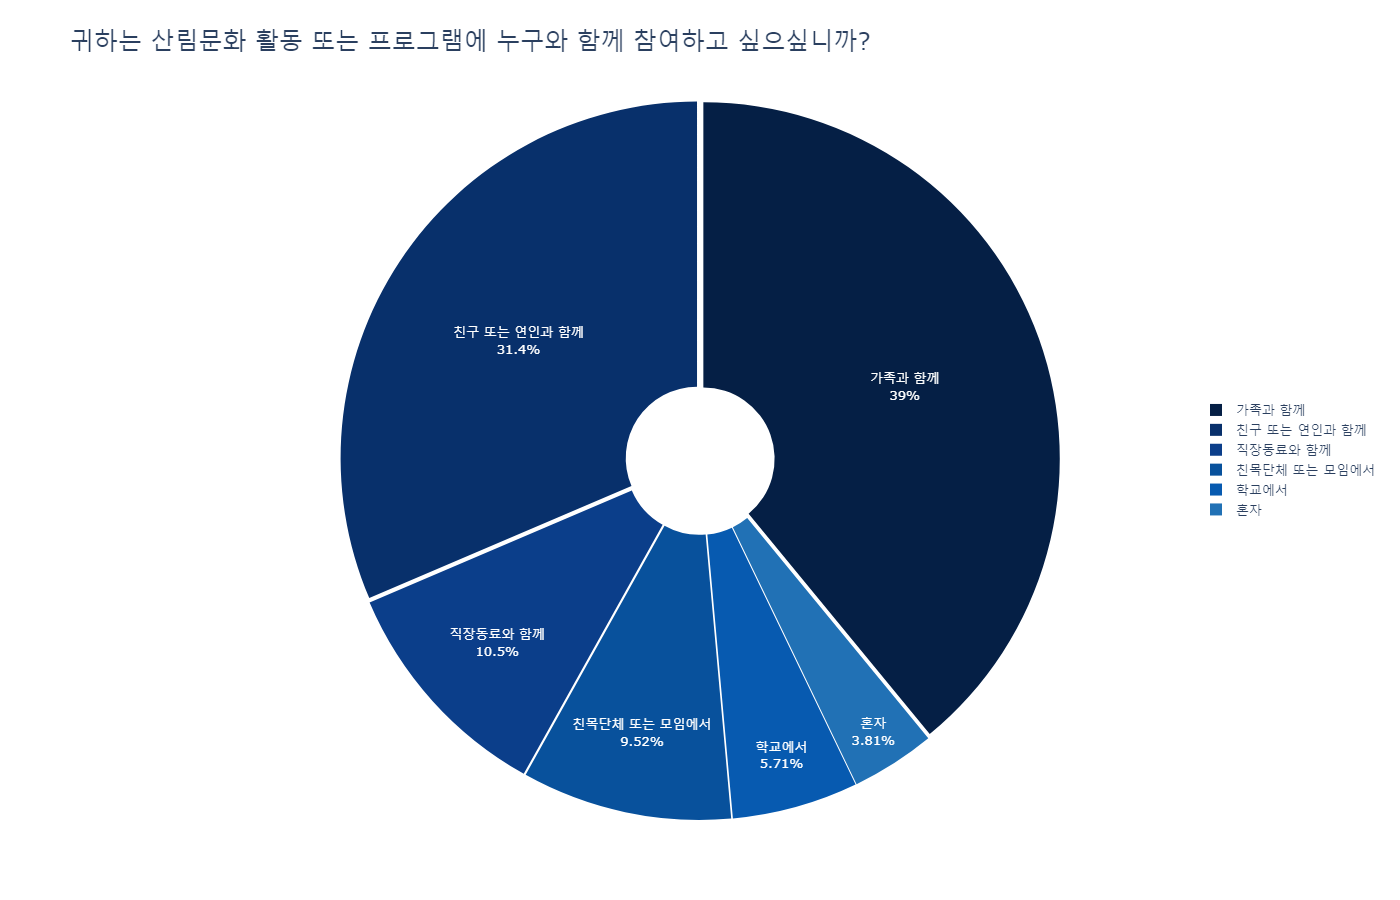 귀하는 산림문화 활동 또는 프로그램에 누구와 함께 참여하고 싶으싶니까?
친구 또는 연인과 함께
31.4%
가족과 함께
39%
직장동료와 함께
10.5%
친목단체 또는 모임에서
9.52%
학교에서
5.71%
혼자
3.81%
가족과 함께
친구 또는 연인과 함께
직장동료와 함께
친목단체 또는 모임에서
학교에서
혼자